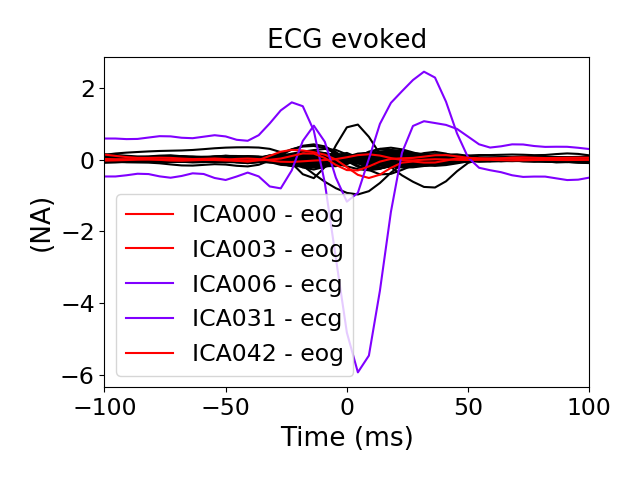 ECG evoked
(NA)
2
0
−2
−4
−6
ICA000 - eog
ICA003 - eog
ICA006 - ecg
ICA031 - ecg
ICA042 - eog
−100
−50
0
50
100
Time (ms)